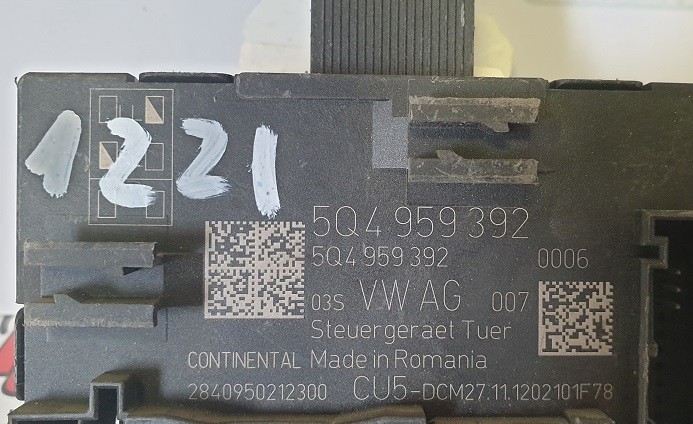 1221
5Q4 959 392
5Q4 959 392 0006
03S VW AG 007
Steuergeraet Tuer
CONTINENTAL Made in Romania
2840950212300 CU5-DCM27.11.1202101F78